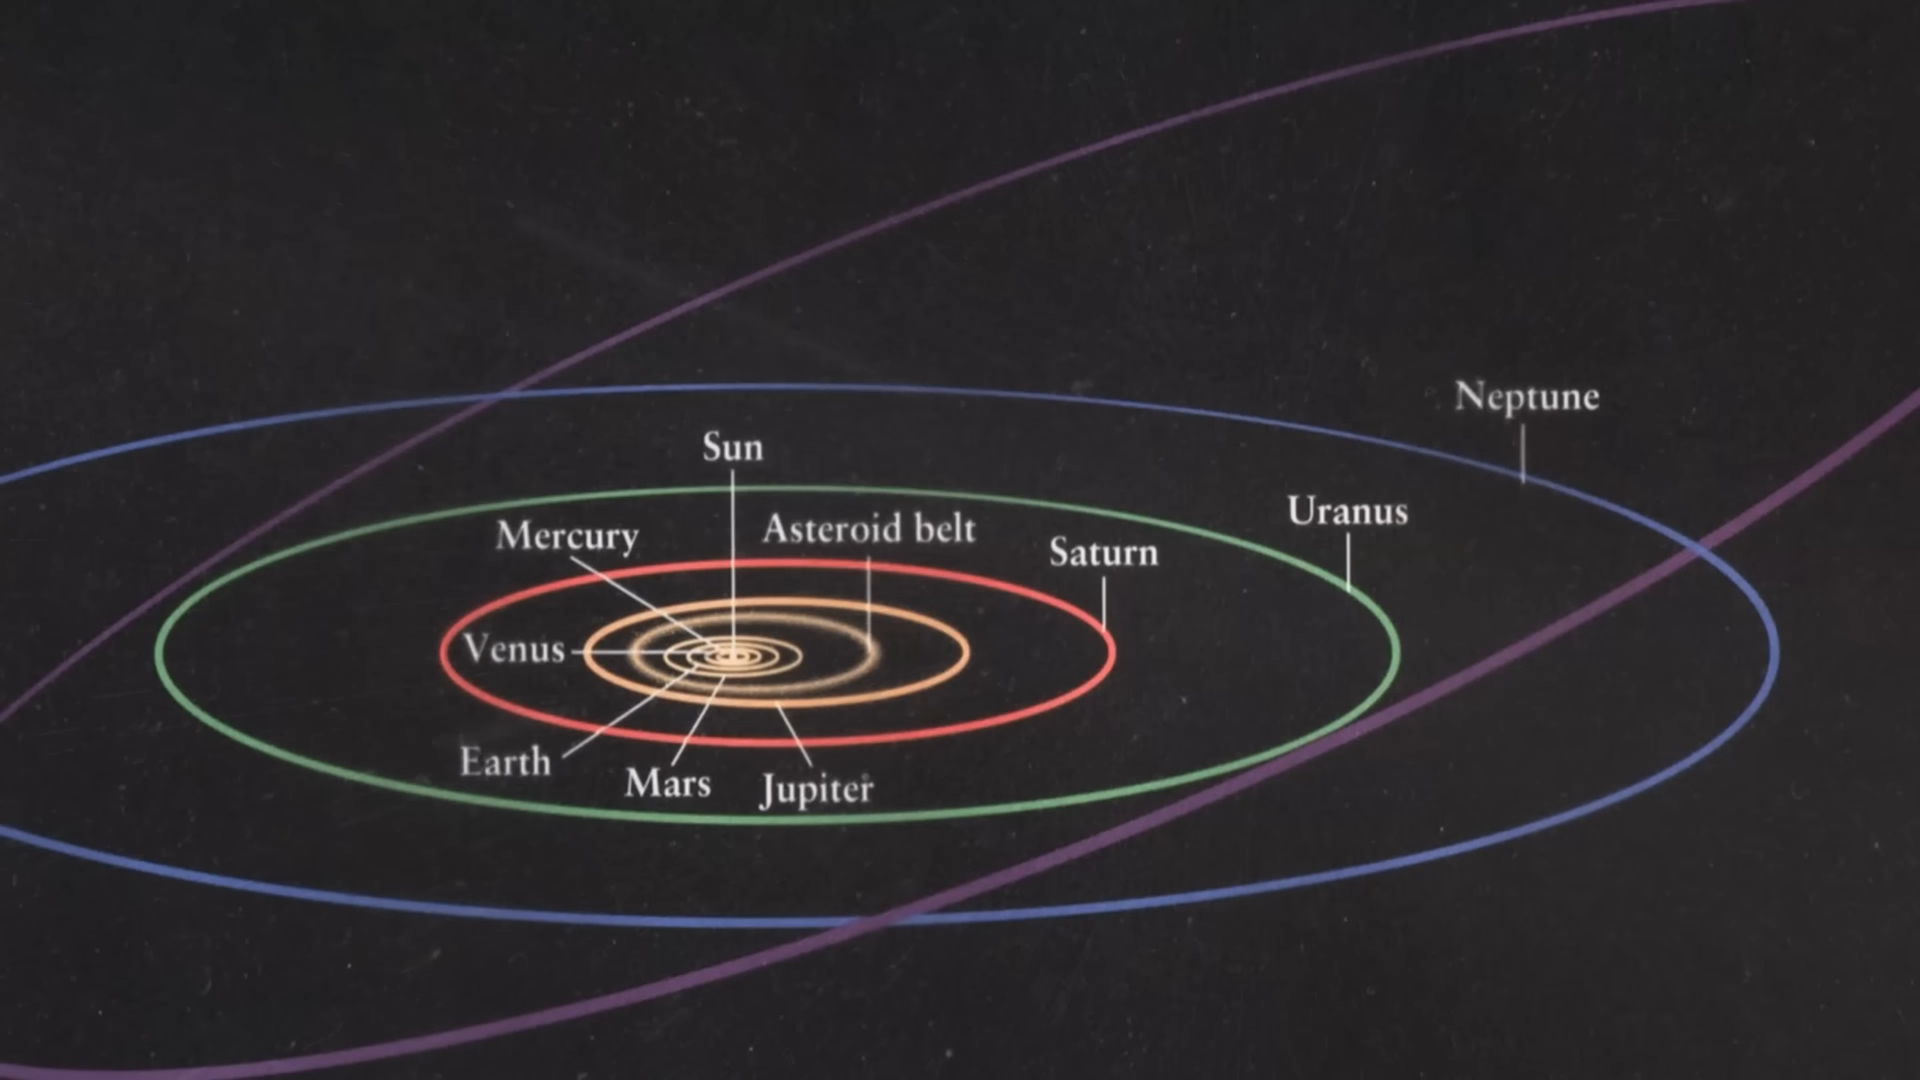 Neptune
Sun
Uranus
Mercury
Asteroid belt
Saturn
Venus
Earth
Mars
Jupiter